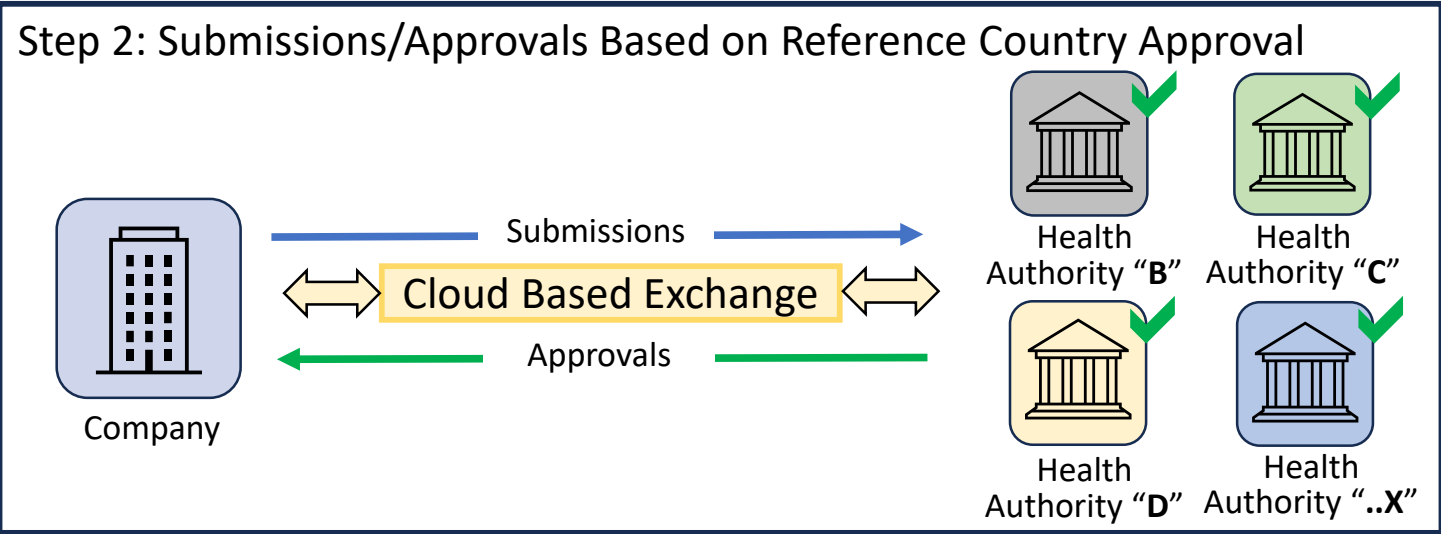 Step 2: Submissions/Approvals Based on Reference Country Approval
Submissions
Cloud Based Exchange
Approvals
Company
Health
Authority “B”
Health
Authority “C”
Health
Authority “D”
Health
Authority “..X”